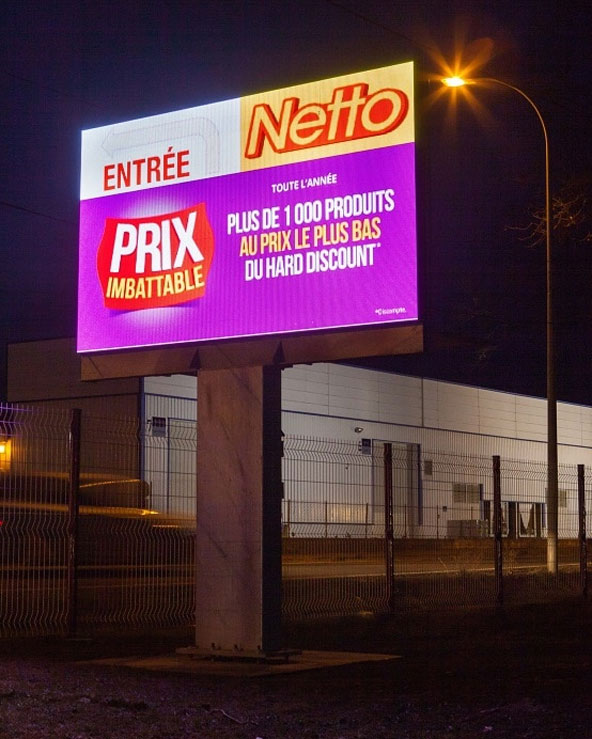 ENTRÉE
Netto
TOUTE L'ANNÉE
PRIX
IMBATTABLE
PLUS DE 1 000 PRODUITS
AU PRIX LE PLUS BAS
DU HARD DISCOUNT*